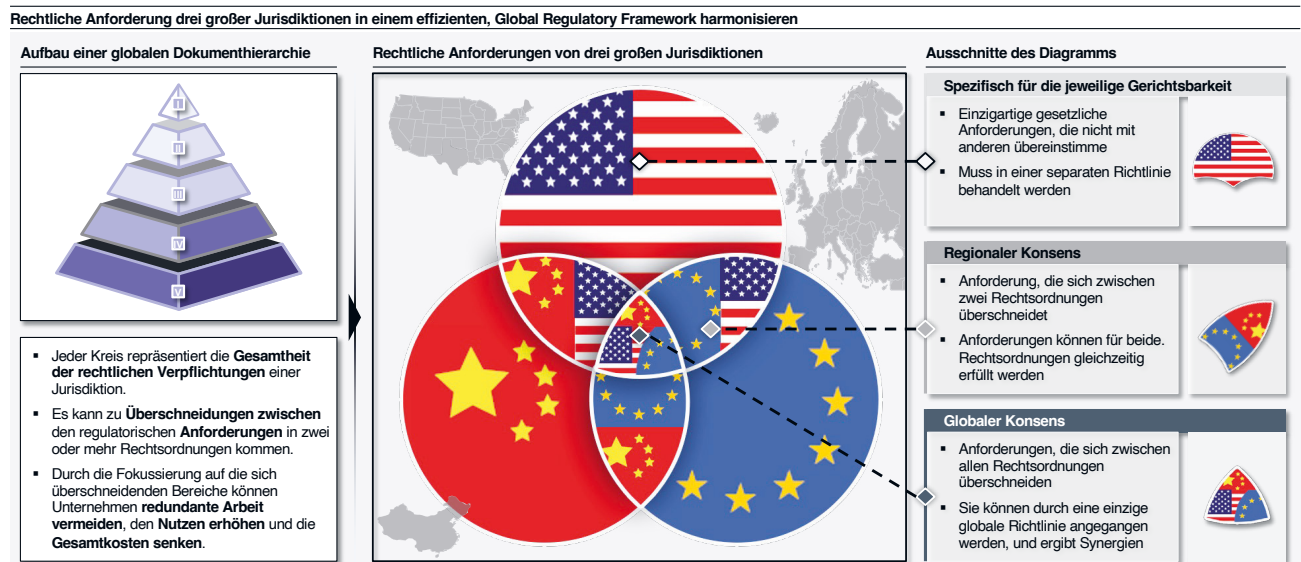 Rechtliche Anforderung drei großer Jurisdiktionen in einem effizienten, Global Regulatory Framework harmonisieren
Aufbau einer globalen Dokumenthierarchie
I
II
III
IV
V
▪ Jeder Kreis repräsentiert die Gesamtheit
der rechtlichen Verpflichtungen einer
Jurisdiktion.
▪ Es kann zu Überschneidungen zwischen
den regulatorischen Anforderungen in zwei
oder mehr Rechtsordnungen kommen.
▪ Durch die Fokussierung auf die sich
überschneidenden Bereiche können
Unternehmen redundante Arbeit
vermeiden, den Nutzen erhöhen und die
Gesamtkosten senken.
Rechtliche Anforderungen von drei großen Jurisdiktionen
Ausschnitte des Diagramms
Spezifisch für die jeweilige Gerichtsbarkeit
▪ Einzigartige gesetzliche
Anforderungen, die nicht mit
anderen übereinstimme
▪ Muss in einer separaten Richtlinie
behandelt werden
Regionaler Konsens
▪ Anforderung, die sich zwischen
zwei Rechtsordnungen
überschneidet
▪ Anforderungen können für beide.
Rechtsordnungen gleichzeitig
erfüllt werden
Globaler Konsens
▪ Anforderungen, die sich zwischen
allen Rechtsordnungen
überschneiden
▪ Sie können durch eine einzige
globale Richtlinie angegangen
werden, und ergibt Synergien